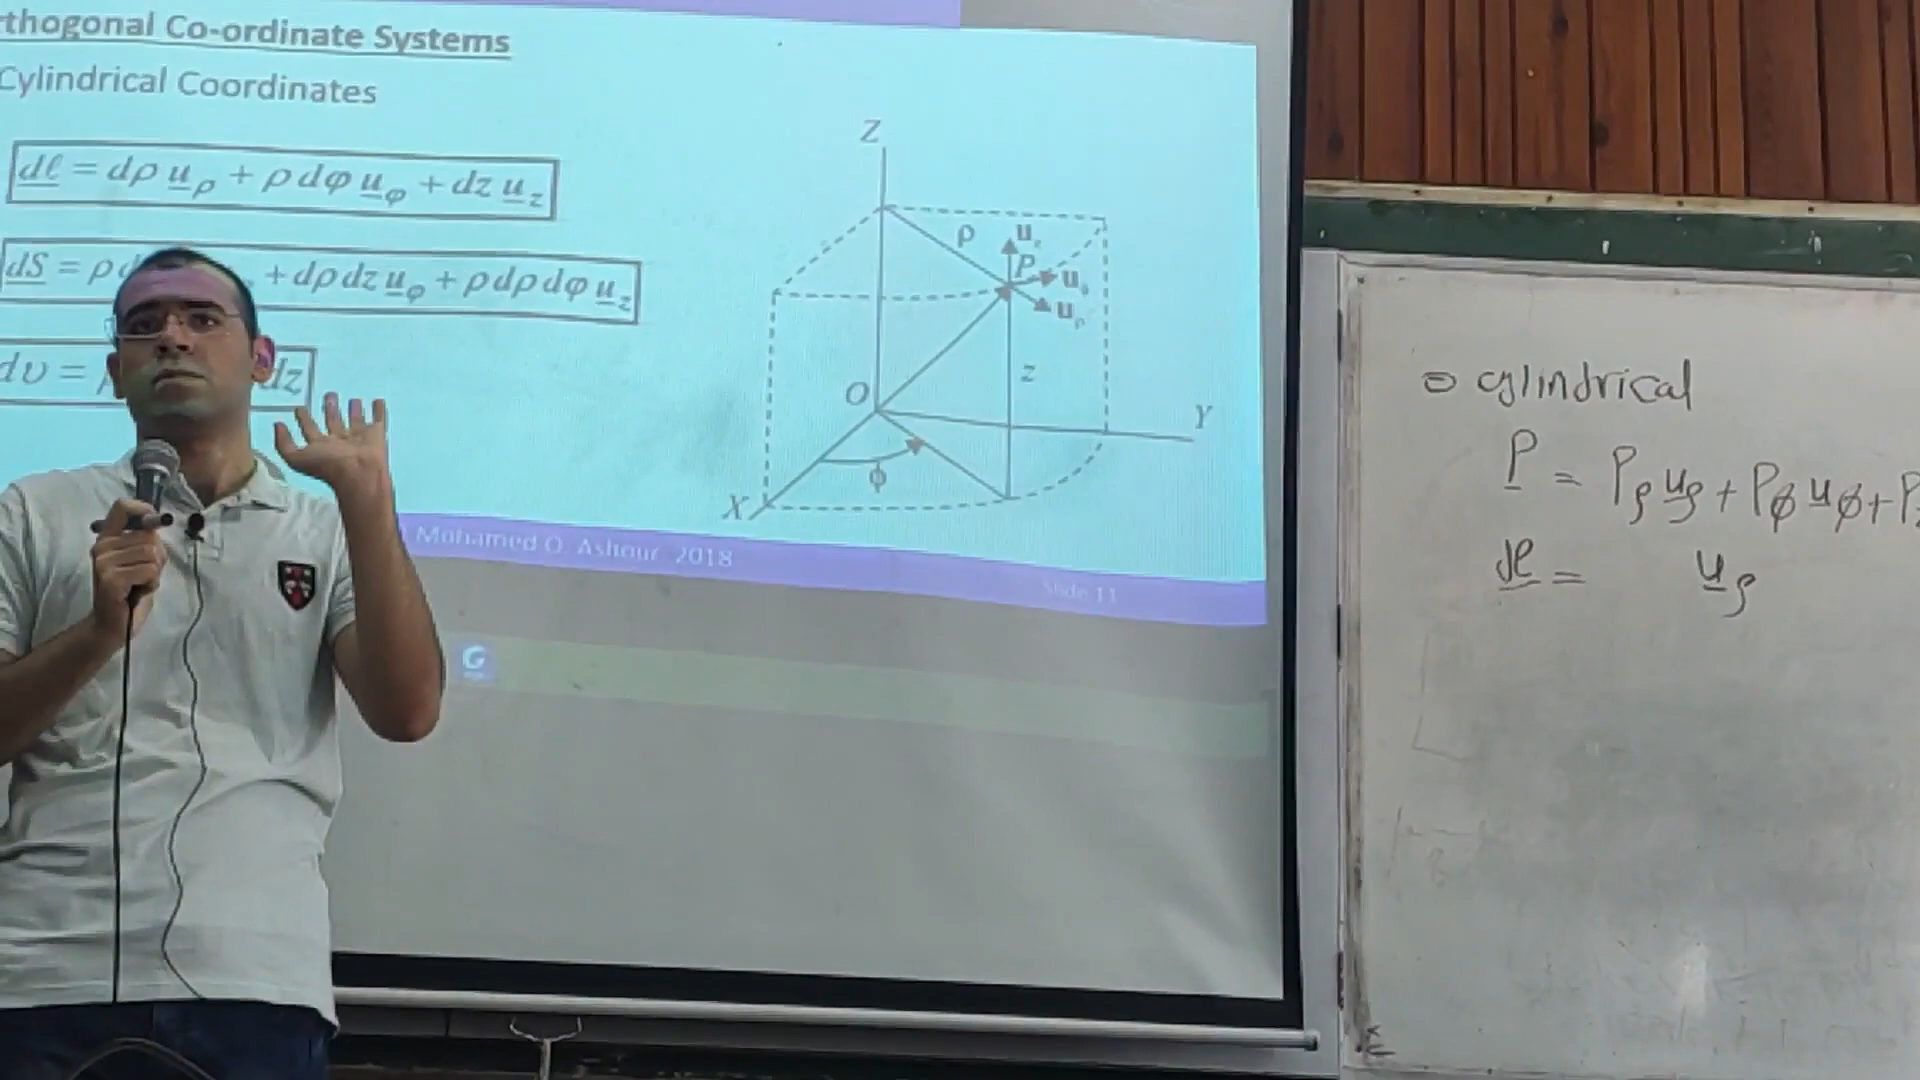 thogonal Co-ordinate Systems
Cylindrical Coordinates
dℓ = dρ u_ρ + ρ dφ u_φ + dz u_z
dS = ρ + dρ dz u_φ + ρ dρ dφ u_z
dυ = dz
Z
ρ
u_z
P
u_φ
u_ρ
z
O
Y
ϕ
X
Mohamed O. Ashour 2018
Slide 11
G
cylindrical
P = P_ρ u_ρ + P_ϕ u_ϕ + P
dℓ = u_ρ